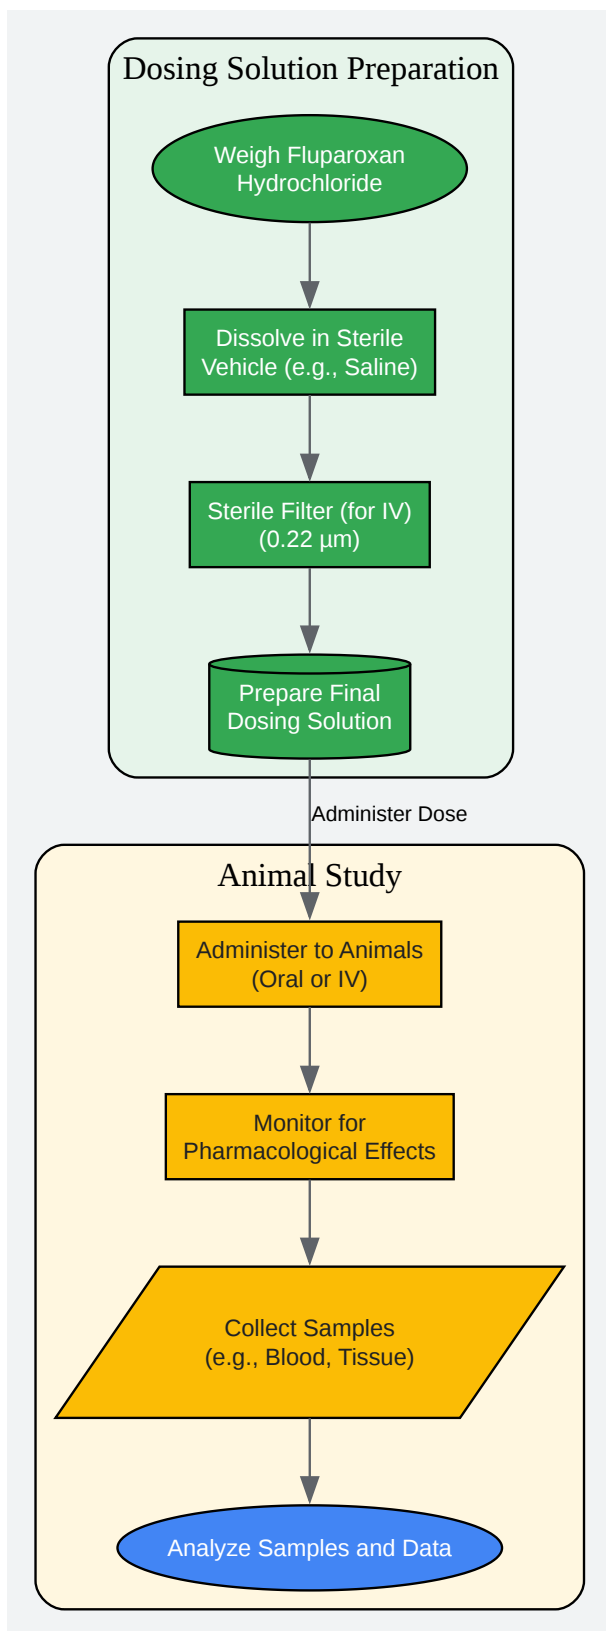 Dosing Solution Preparation
Weigh Fluparoxan
Hydrochloride
Dissolve in Sterile
Vehicle (e.g., Saline)
Sterile Filter (for IV)
(0.22 µm)
Prepare Final
Dosing Solution
Administer Dose
Animal Study
Administer to Animals
(Oral or IV)
Monitor for
Pharmacological Effects
Collect Samples
(e.g., Blood, Tissue)
Analyze Samples and Data